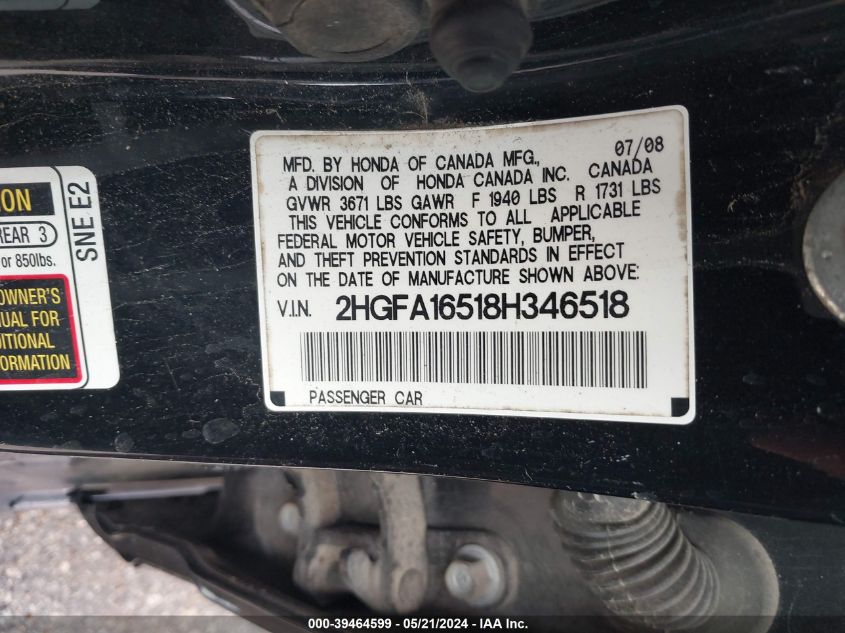 ION
REAR 3
or 850lbs.
OWNER'S
UAL FOR
DITIONAL
FORMATION
SNE E2
07/08
MFD. BY HONDA OF CANADA MFG.,
A DIVISION OF HONDA CANADA INC. CANADA
GVWR 3671 LBS GAWR F 1940 LBS R 1731 LBS
THIS VEHICLE CONFORMS TO ALL APPLICABLE
FEDERAL MOTOR VEHICLE SAFETY, BUMPER,
AND THEFT PREVENTION STANDARDS IN EFFECT
ON THE DATE OF MANUFACTURE SHOWN ABOVE:
V.I.N. 2HGFA16518H346518
PASSENGER CAR
000-39464599 - 05/21/2024 - IAA Inc.